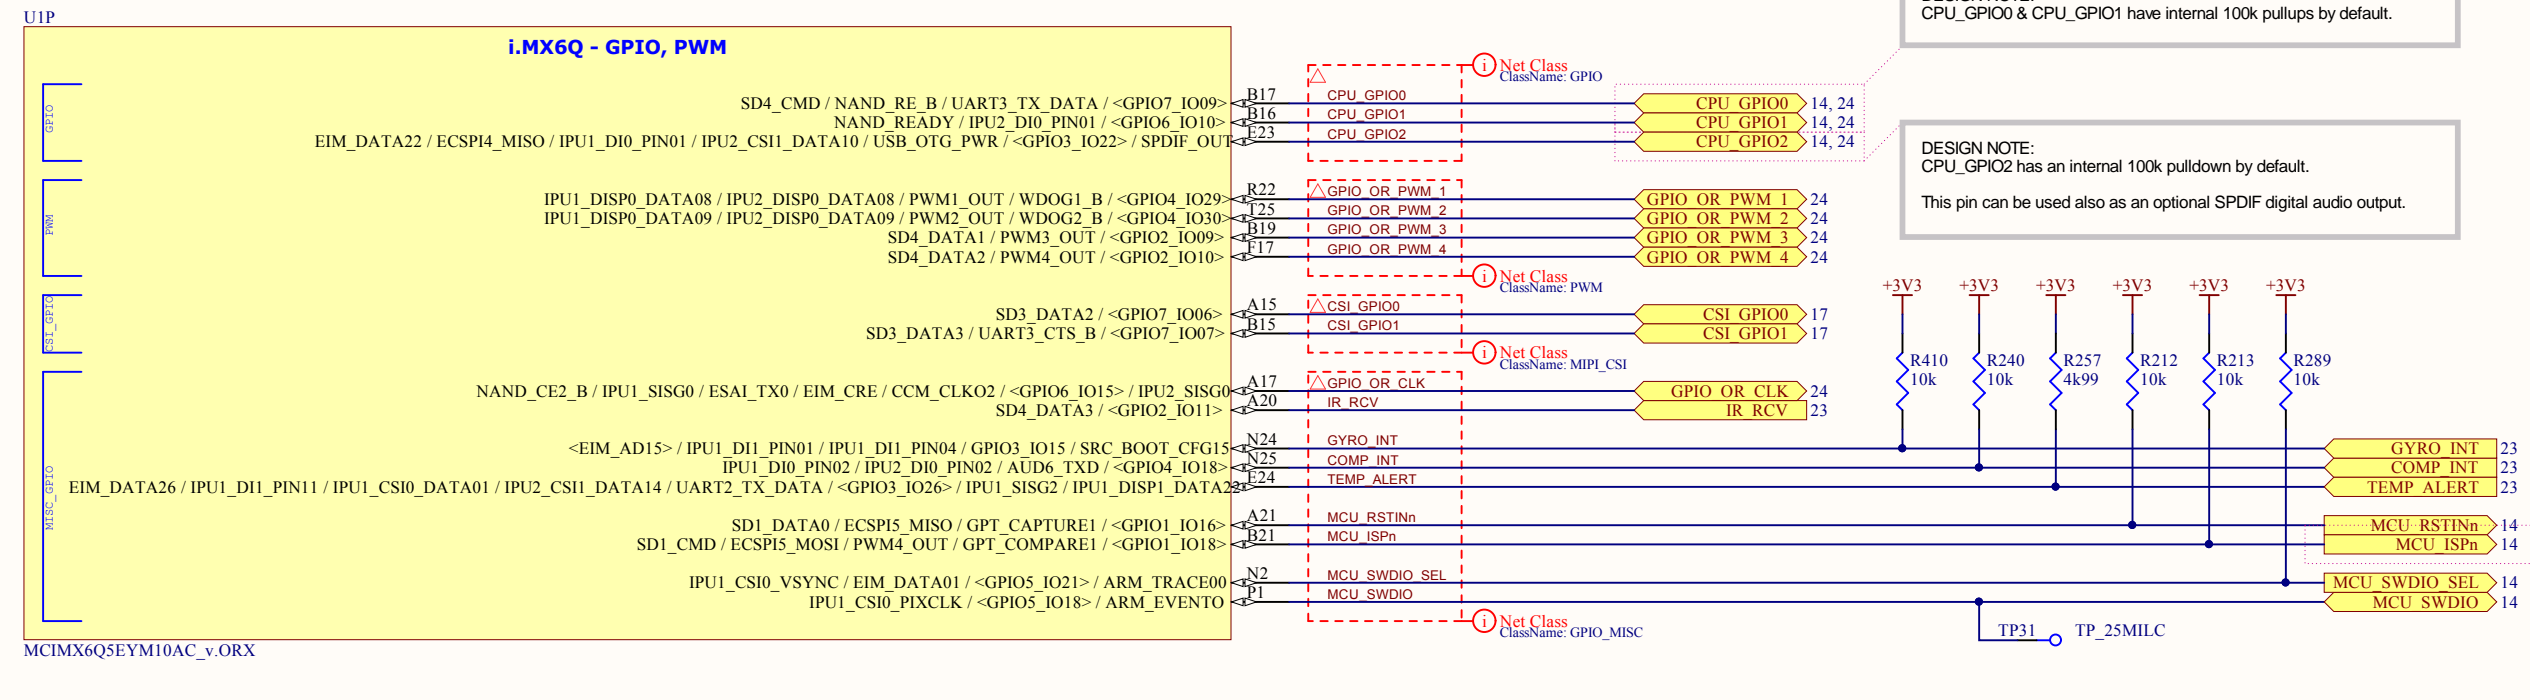 U1P
i.MX6Q - GPIO, PWM
CPU_GPIO0 & CPU_GPIO1 have internal 100k pullups by default.
Net Class
ClassName: GPIO
GPIO
SD4_CMD / NAND_RE_B / UART3_TX_DATA / <GPIO7_IO09> B17 CPU_GPIO0 CPU_GPIO0 14, 24
NAND_READY / IPU2_DI0_PIN01 / <GPIO6_IO10> B16 CPU_GPIO1 CPU_GPIO1 14, 24
EIM_DATA22 / ECSPI4_MISO / IPU1_DI0_PIN01 / IPU2_CSI1_DATA10 / USB_OTG_PWR / <GPIO3_IO22> / SPDIF_OUT E23 CPU_GPIO2 CPU_GPIO2 14, 24
DESIGN NOTE:
CPU_GPIO2 has an internal 100k pulldown by default.
This pin can be used also as an optional SPDIF digital audio output.
PWM
IPU1_DISP0_DATA08 / IPU2_DISP0_DATA08 / PWM1_OUT / WDOG1_B / <GPIO4_IO29> R22 GPIO_OR_PWM_1 GPIO_OR_PWM_1 24
IPU1_DISP0_DATA09 / IPU2_DISP0_DATA09 / PWM2_OUT / WDOG2_B / <GPIO4_IO30> T25 GPIO_OR_PWM_2 GPIO_OR_PWM_2 24
SD4_DATA1 / PWM3_OUT / <GPIO2_IO09> B19 GPIO_OR_PWM_3 GPIO_OR_PWM_3 24
SD4_DATA2 / PWM4_OUT / <GPIO2_IO10> F17 GPIO_OR_PWM_4 GPIO_OR_PWM_4 24
Net Class
ClassName: PWM
+3V3 +3V3 +3V3 +3V3 +3V3 +3V3
CSI_GPIO
SD3_DATA2 / <GPIO7_IO06> A15 CSI_GPIO0 CSI_GPIO0 17
SD3_DATA3 / UART3_CTS_B / <GPIO7_IO07> B15 CSI_GPIO1 CSI_GPIO1 17
Net Class
ClassName: MIPI_CSI
R410 R240 R257 R212 R213 R289
10k 10k 4k99 10k 10k 10k
MISC_GPIO
NAND_CE2_B / IPU1_SISG0 / ESAI_TX0 / EIM_CRE / CCM_CLKO2 / <GPIO6_IO15> / IPU2_SISG0 A17 GPIO_OR_CLK GPIO_OR_CLK 24
SD4_DATA3 / <GPIO2_IO11> A20 IR_RCV IR_RCV 23
<EIM_AD15> / IPU1_DI1_PIN01 / IPU1_DI1_PIN04 / GPIO3_IO15 / SRC_BOOT_CFG15 N24 GYRO_INT GYRO_INT 23
IPU1_DI0_PIN02 / IPU2_DI0_PIN02 / AUD6_TXD / <GPIO4_IO18> N25 COMP_INT COMP_INT 23
EIM_DATA26 / IPU1_DI1_PIN11 / IPU1_CSI0_DATA01 / IPU2_CSI1_DATA14 / UART2_TX_DATA / <GPIO3_IO26> / IPU1_SISG2 / IPU1_DISP1_DATA22 E24 TEMP_ALERT TEMP_ALERT 23
SD1_DATA0 / ECSPI5_MISO / GPT_CAPTURE1 / <GPIO1_IO16> A21 MCU_RSTINn MCU_RSTINn 14
SD1_CMD / ECSPI5_MOSI / PWM4_OUT / GPT_COMPARE1 / <GPIO1_IO18> B21 MCU_ISPn MCU_ISPn 14
IPU1_CSI0_VSYNC / EIM_DATA01 / <GPIO5_IO21> / ARM_TRACE00 N2 MCU_SWDIO_SEL MCU_SWDIO_SEL 14
IPU1_CSI0_PIXCLK / <GPIO5_IO18> / ARM_EVENTO P1 MCU_SWDIO MCU_SWDIO 14
Net Class
ClassName: GPIO_MISC
TP31 TP_25MILC
MCIMX6Q5EYM10AC_v.ORX